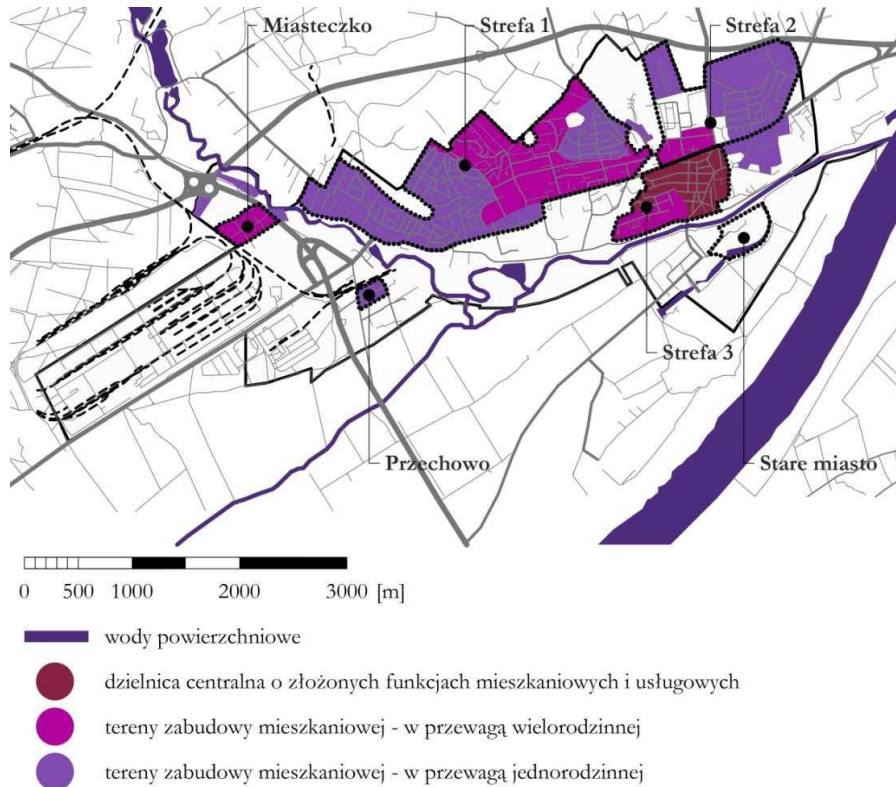 Miasteczko
Strefa 1
Strefa 2
Strefa 3
Przechowo
Stare miasto
0 500 1000 2000 3000 [m]
wody powierzchniowe
dzielnica centralna o złożonych funkcjach mieszkaniowych i usługowych
tereny zabudowy mieszkaniowej - w przewagą wielorodzinnej
tereny zabudowy mieszkaniowej - w przewagą jednorodzinnej